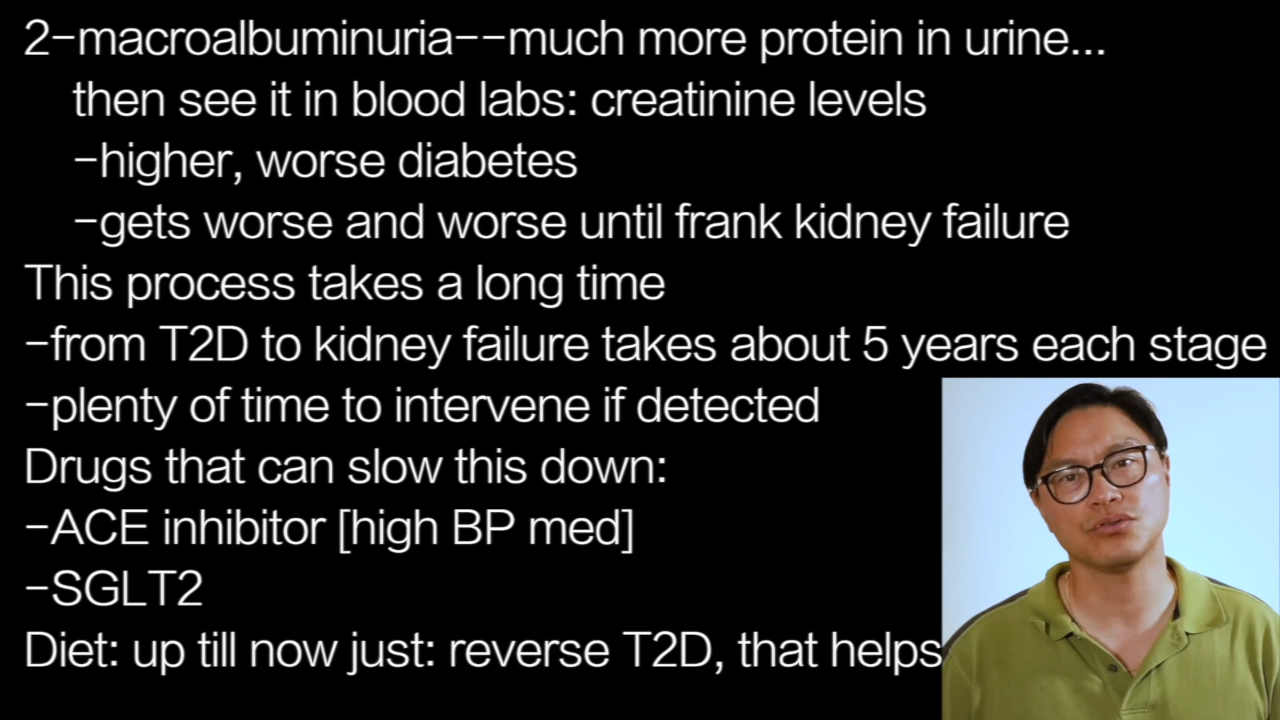 2-macroalbuminuria--much more protein in urine...
then see it in blood labs: creatinine levels
-higher, worse diabetes
-gets worse and worse until frank kidney failure
This process takes a long time
-from T2D to kidney failure takes about 5 years each stage
-plenty of time to intervene if detected
Drugs that can slow this down:
-ACE inhibitor [high BP med]
-SGLT2
Diet: up till now just: reverse T2D, that helps